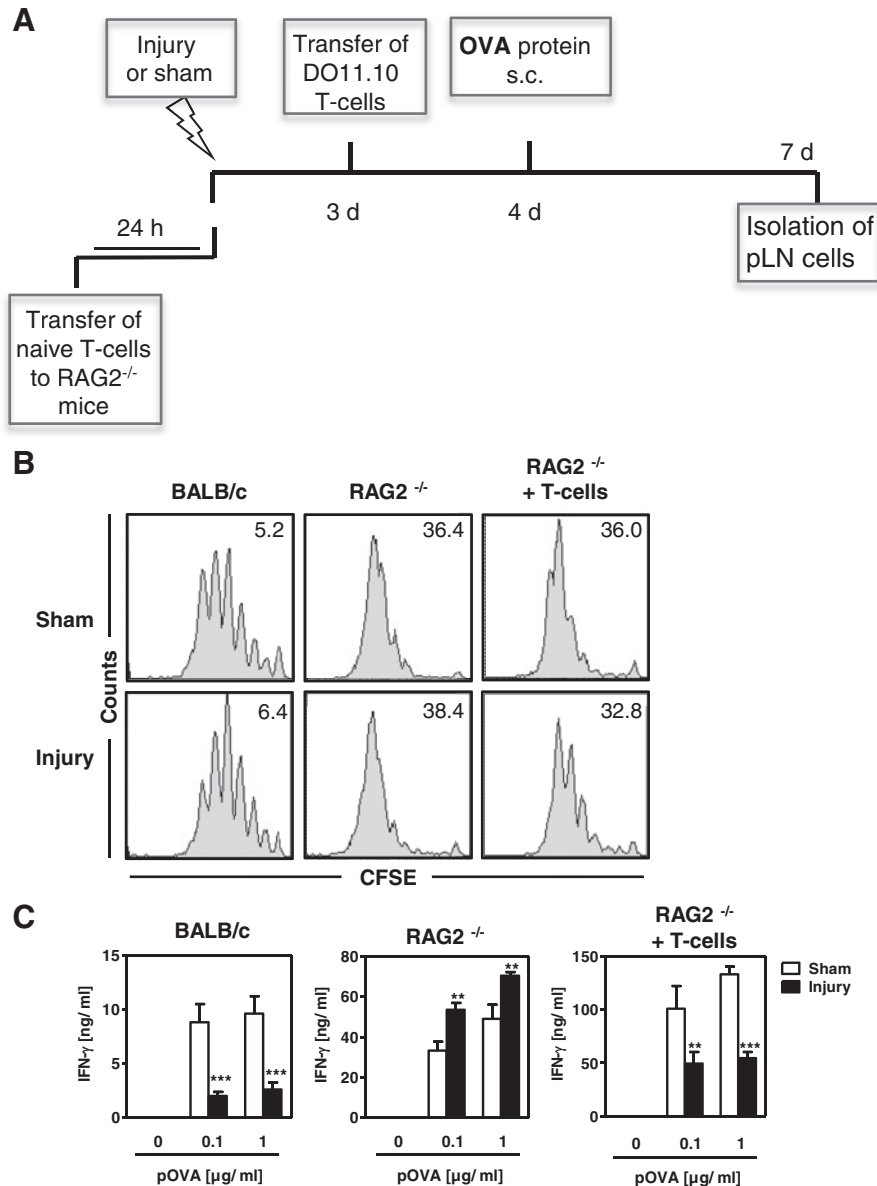 A
Injury
or sham
Transfer of
DO11.10
T-cells
OVA protein
s.c.
7 d
3 d
4 d
24 h
Isolation of
pLN cells
Transfer of
naive T-cells
to RAG2-/-
mice
B
BALB/c
RAG2 -/-
RAG2 -/-
+ T-cells
Sham
5.2
36.4
36.0
Counts
Injury
6.4
38.4
32.8
CFSE
C
BALB/c
RAG2 -/-
RAG2 -/-
+ T-cells
IFN-γ [ng/ ml]
15
10
5
0
***
***
0
0.1
1
pOVA [µg/ ml]
IFN-γ [ng/ ml]
80
60
40
20
0
**
**
0
0.1
1
pOVA [µg/ ml]
IFN-γ [ng/ ml]
150
100
50
0
**
***
0
0.1
1
pOVA [µg/ ml]
Sham
Injury